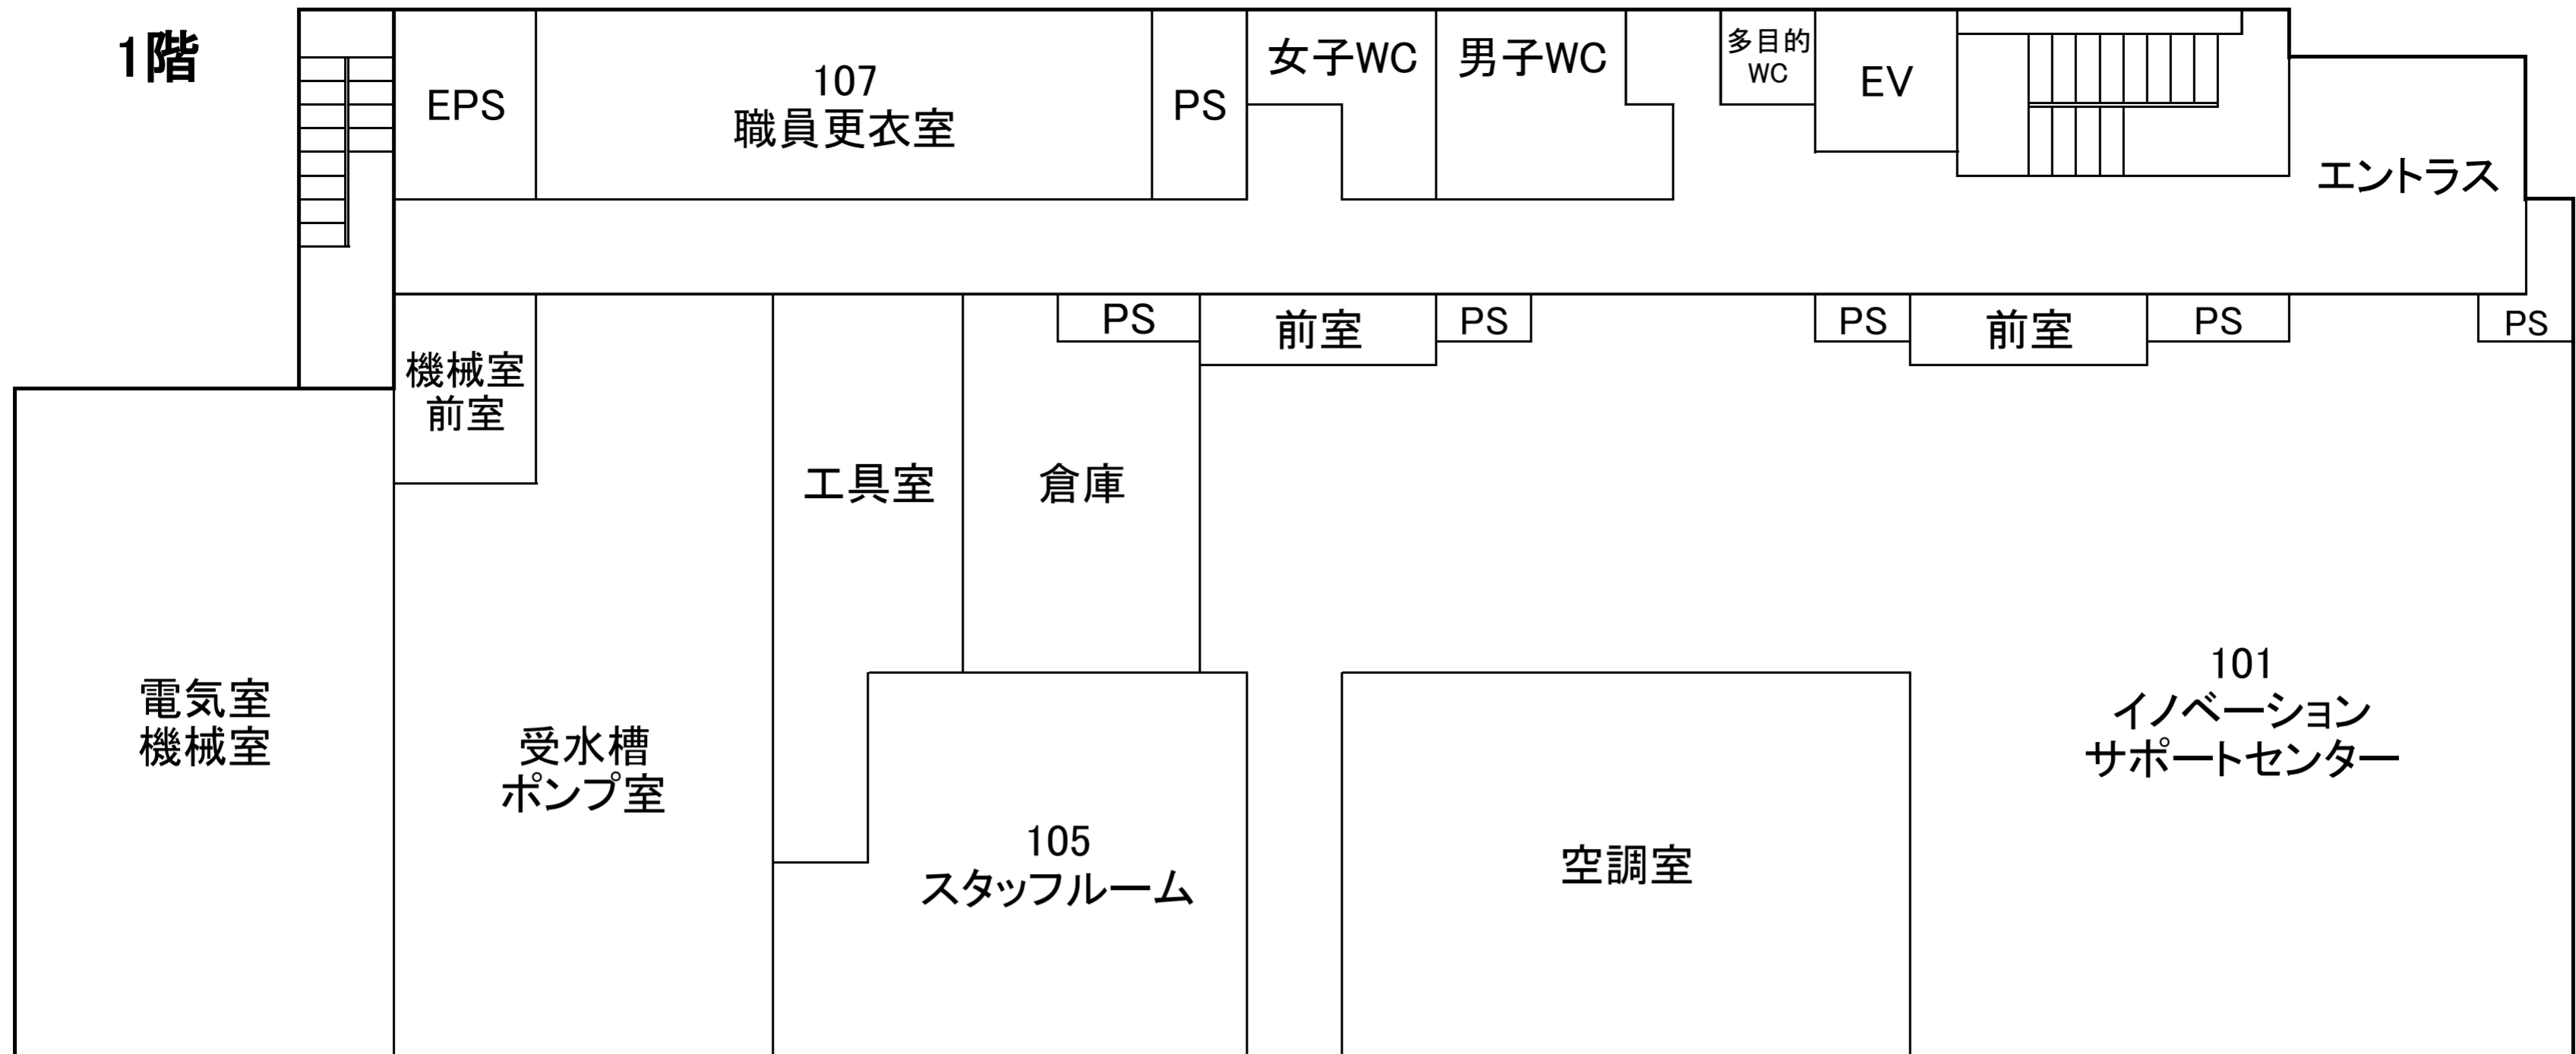 1階
EPS
107
職員更衣室
PS
女子WC
男子WC
多目的
WC
EV
エントラス
機械室
前室
PS
前室
PS
PS
前室
PS
PS
工具室
倉庫
電気室
機械室
受水槽
ポンプ室
105
スタッフルーム
空調室
101
イノベーション
サポートセンター